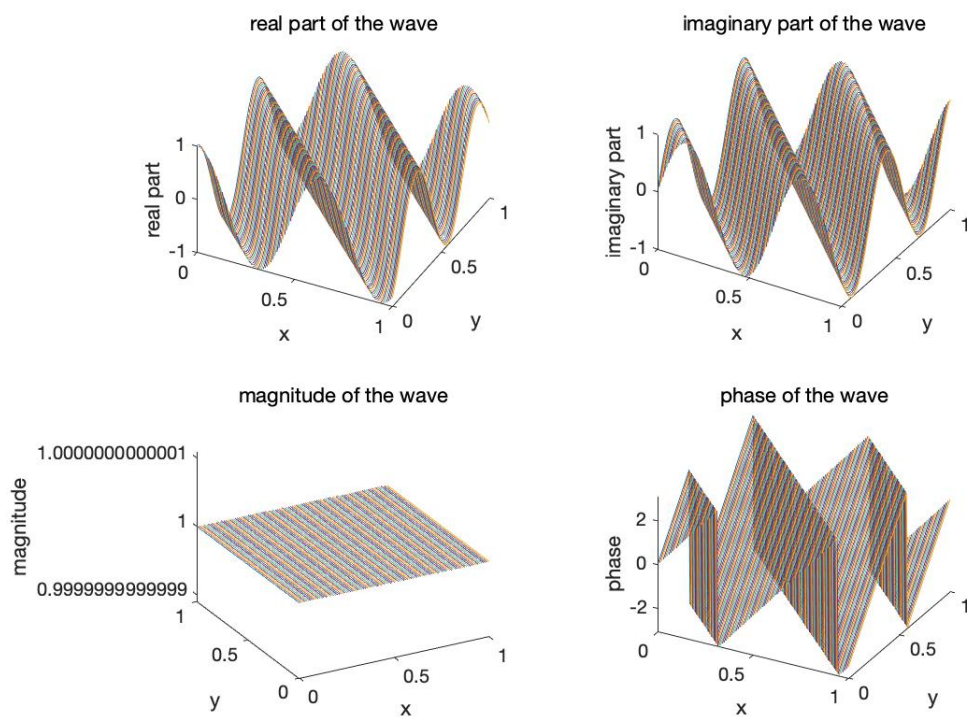 real part of the wave
real part
1
0
-1
0
0.5
1
x
0
0.5
1
y
imaginary part of the wave
imaginary part
1
0
-1
0
0.5
1
x
0
0.5
1
y
magnitude of the wave
magnitude
1.0000000000001
1
0.9999999999999
1
0.5
0
y
0
0.5
1
x
phase of the wave
phase
2
0
-2
0
0.5
1
x
0
0.5
1
y